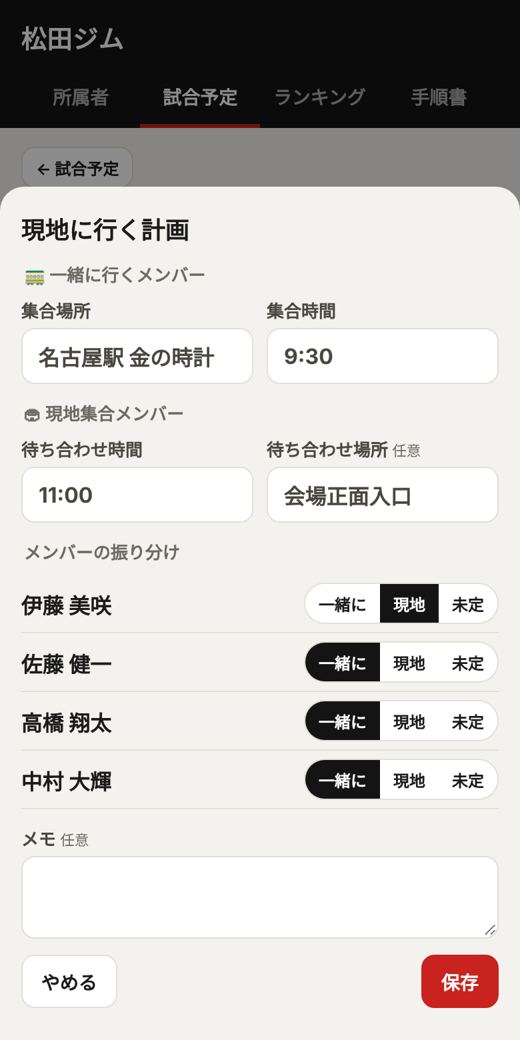 松田ジム
所属者 試合予定 ランキング 手順書
← 試合予定
現地に行く計画
🚃 一緒に行くメンバー
集合場所 集合時間
名古屋駅 金の時計 9:30
🏟 現地集合メンバー
待ち合わせ時間 待ち合わせ場所 任意
11:00 会場正面入口
メンバーの振り分け
伊藤 美咲 一緒に 現地 未定
佐藤 健一 一緒に 現地 未定
高橋 翔太 一緒に 現地 未定
中村 大輝 一緒に 現地 未定
メモ 任意
やめる 保存